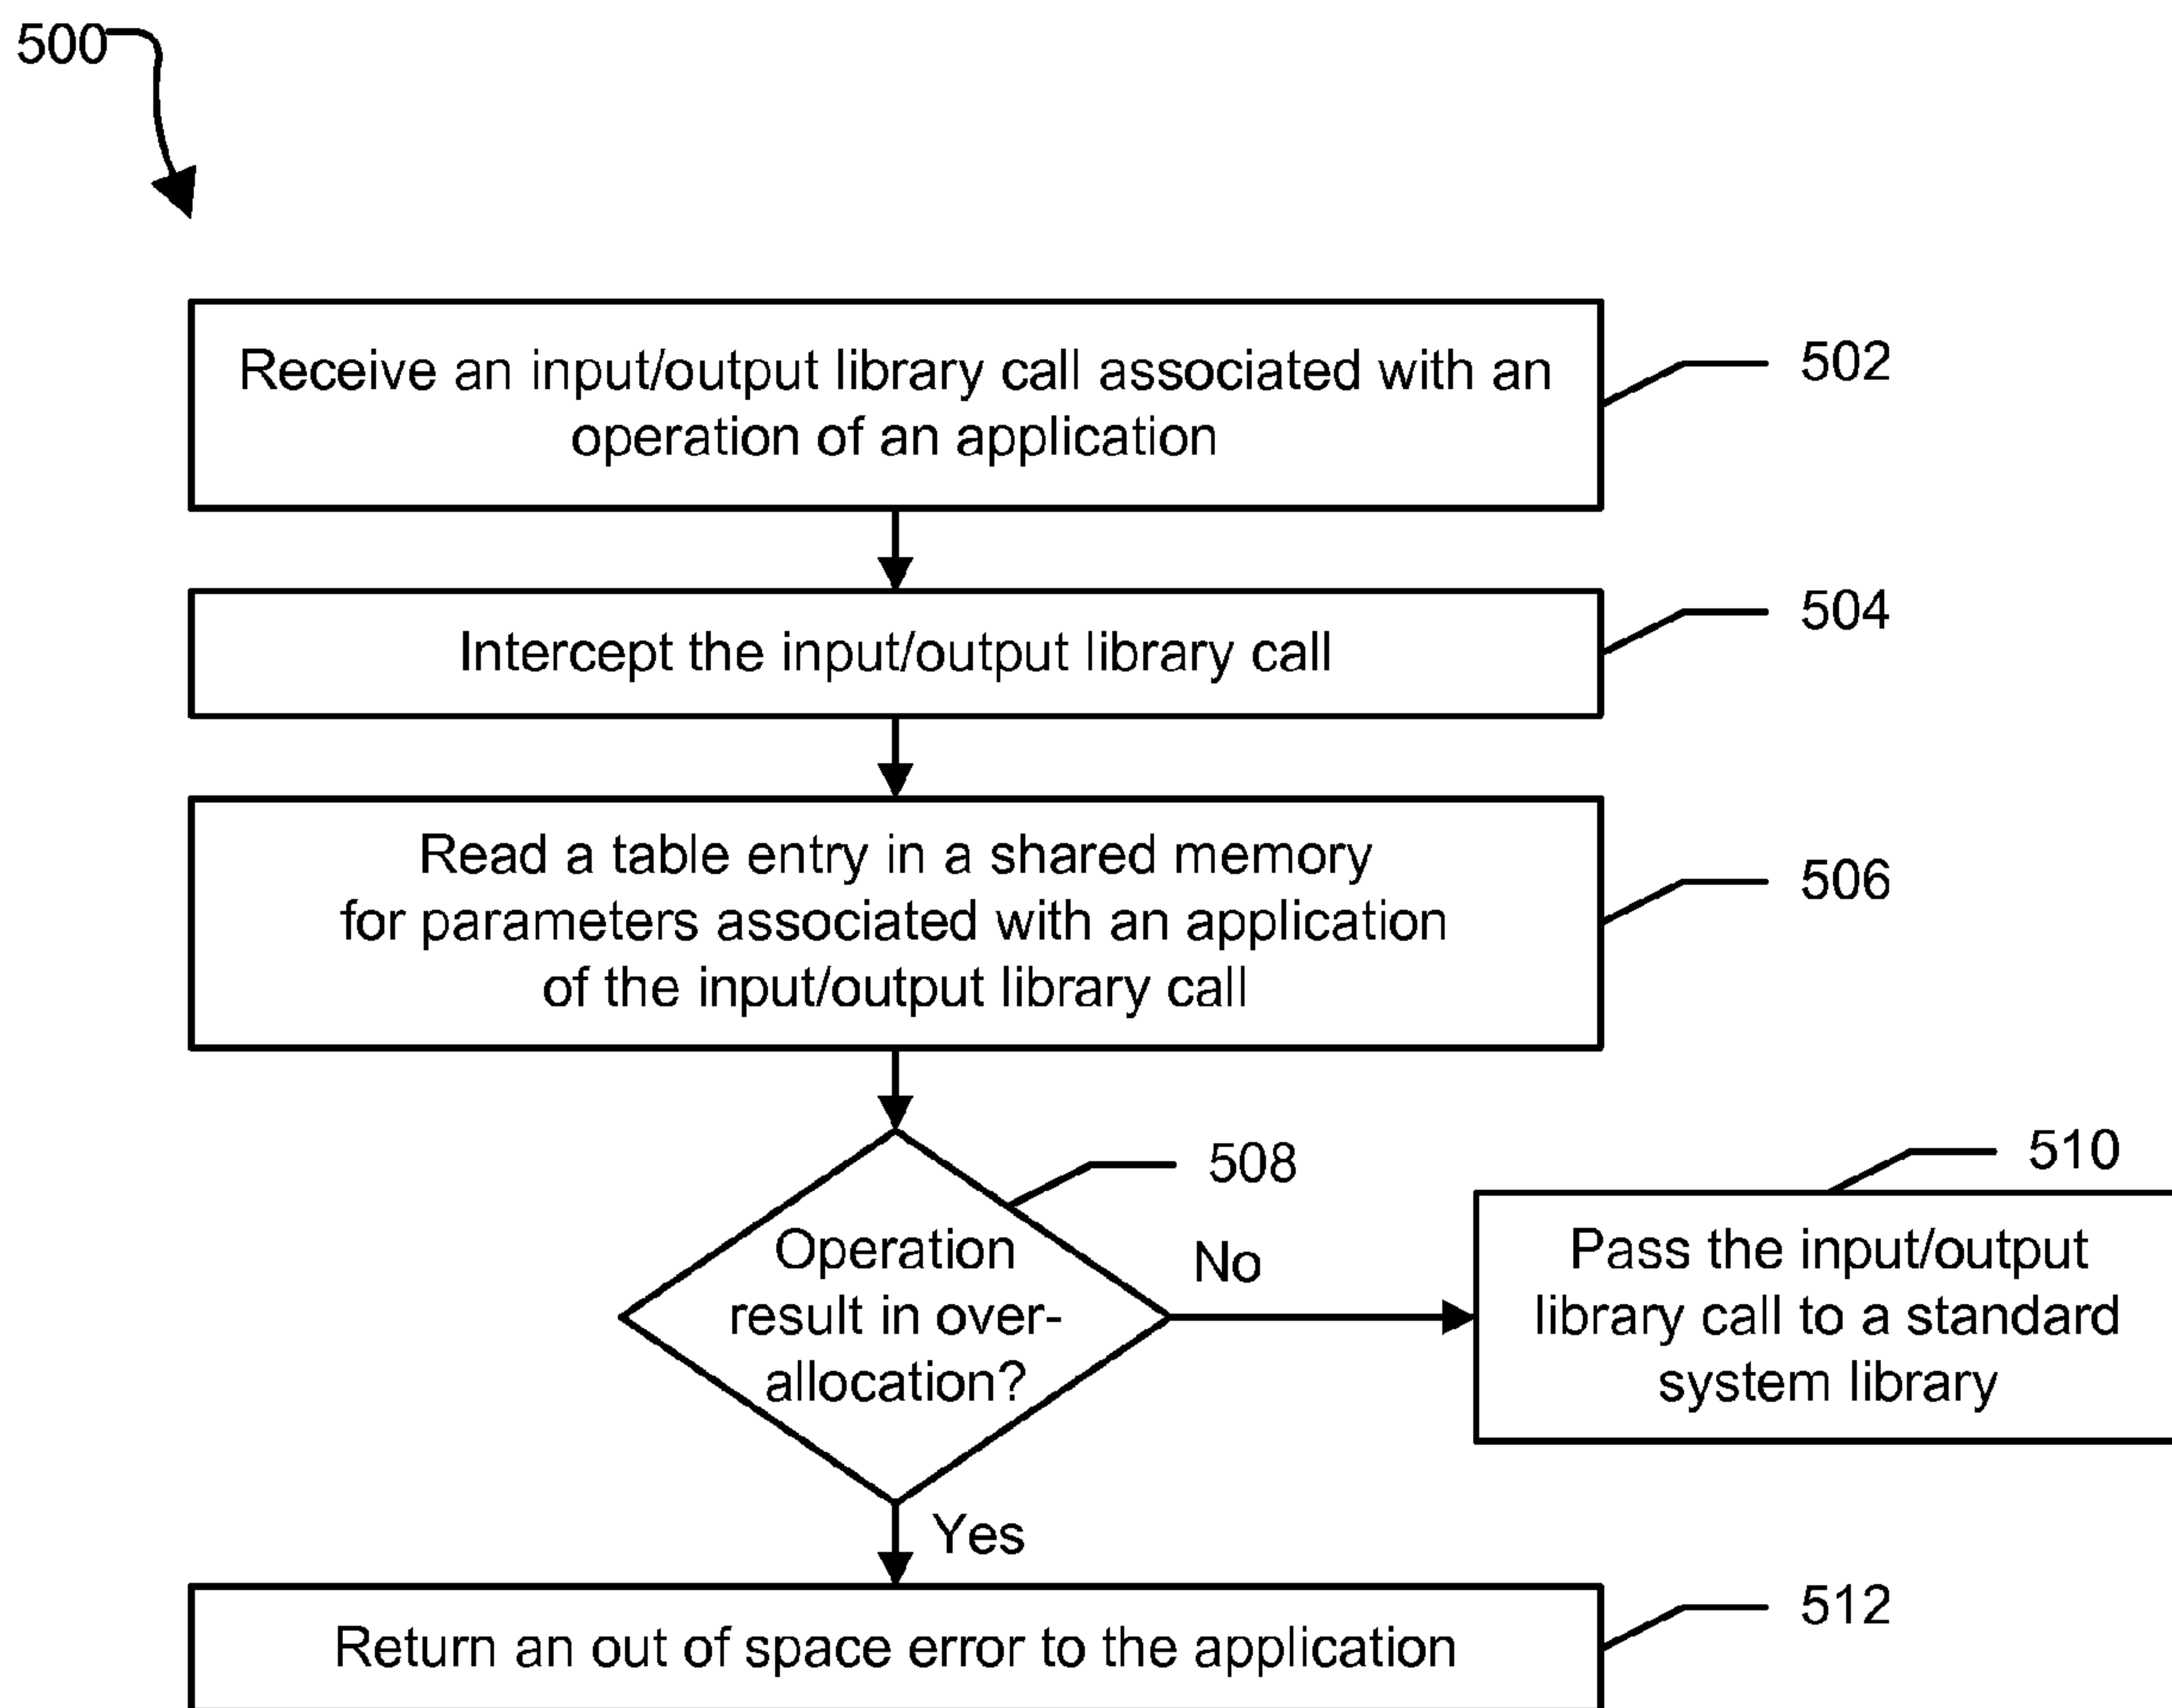 500
Receive an input/output library call associated with an
operation of an application
502
Intercept the input/output library call
504
Read a table entry in a shared memory
for parameters associated with an application
of the input/output library call
506
Operation
result in over-
allocation?
508
No
510
Pass the input/output
library call to a standard
system library
Yes
Return an out of space error to the application
512